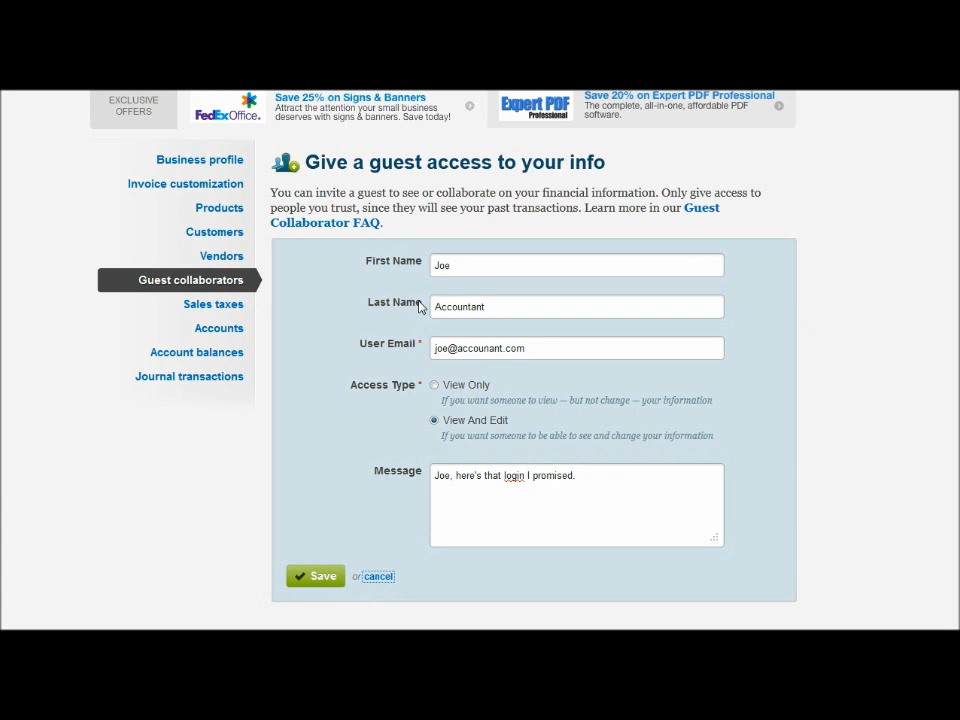 EXCLUSIVE
OFFERS
FedExOffice.
Save 25% on Signs & Banners
Attract the attention your small business
deserves with signs & banners. Save today!
Expert PDF
Professional
Save 20% on Expert PDF Professional
The complete, all-in-one, affordable PDF
software.
Business profile
Invoice customization
Products
Customers
Vendors
Guest collaborators
Sales taxes
Accounts
Account balances
Journal transactions
Give a guest access to your info
You can invite a guest to see or collaborate on your financial information. Only give access to
people you trust, since they will see your past transactions. Learn more in our Guest
Collaborator FAQ.
First Name Joe
Last Name Accountant
User Email * joe@accounant.com
Access Type * View Only
If you want someone to view — but not change — your information
View And Edit
If you want someone to be able to see and change your information
Message Joe, here's that login I promised.
Save or cancel